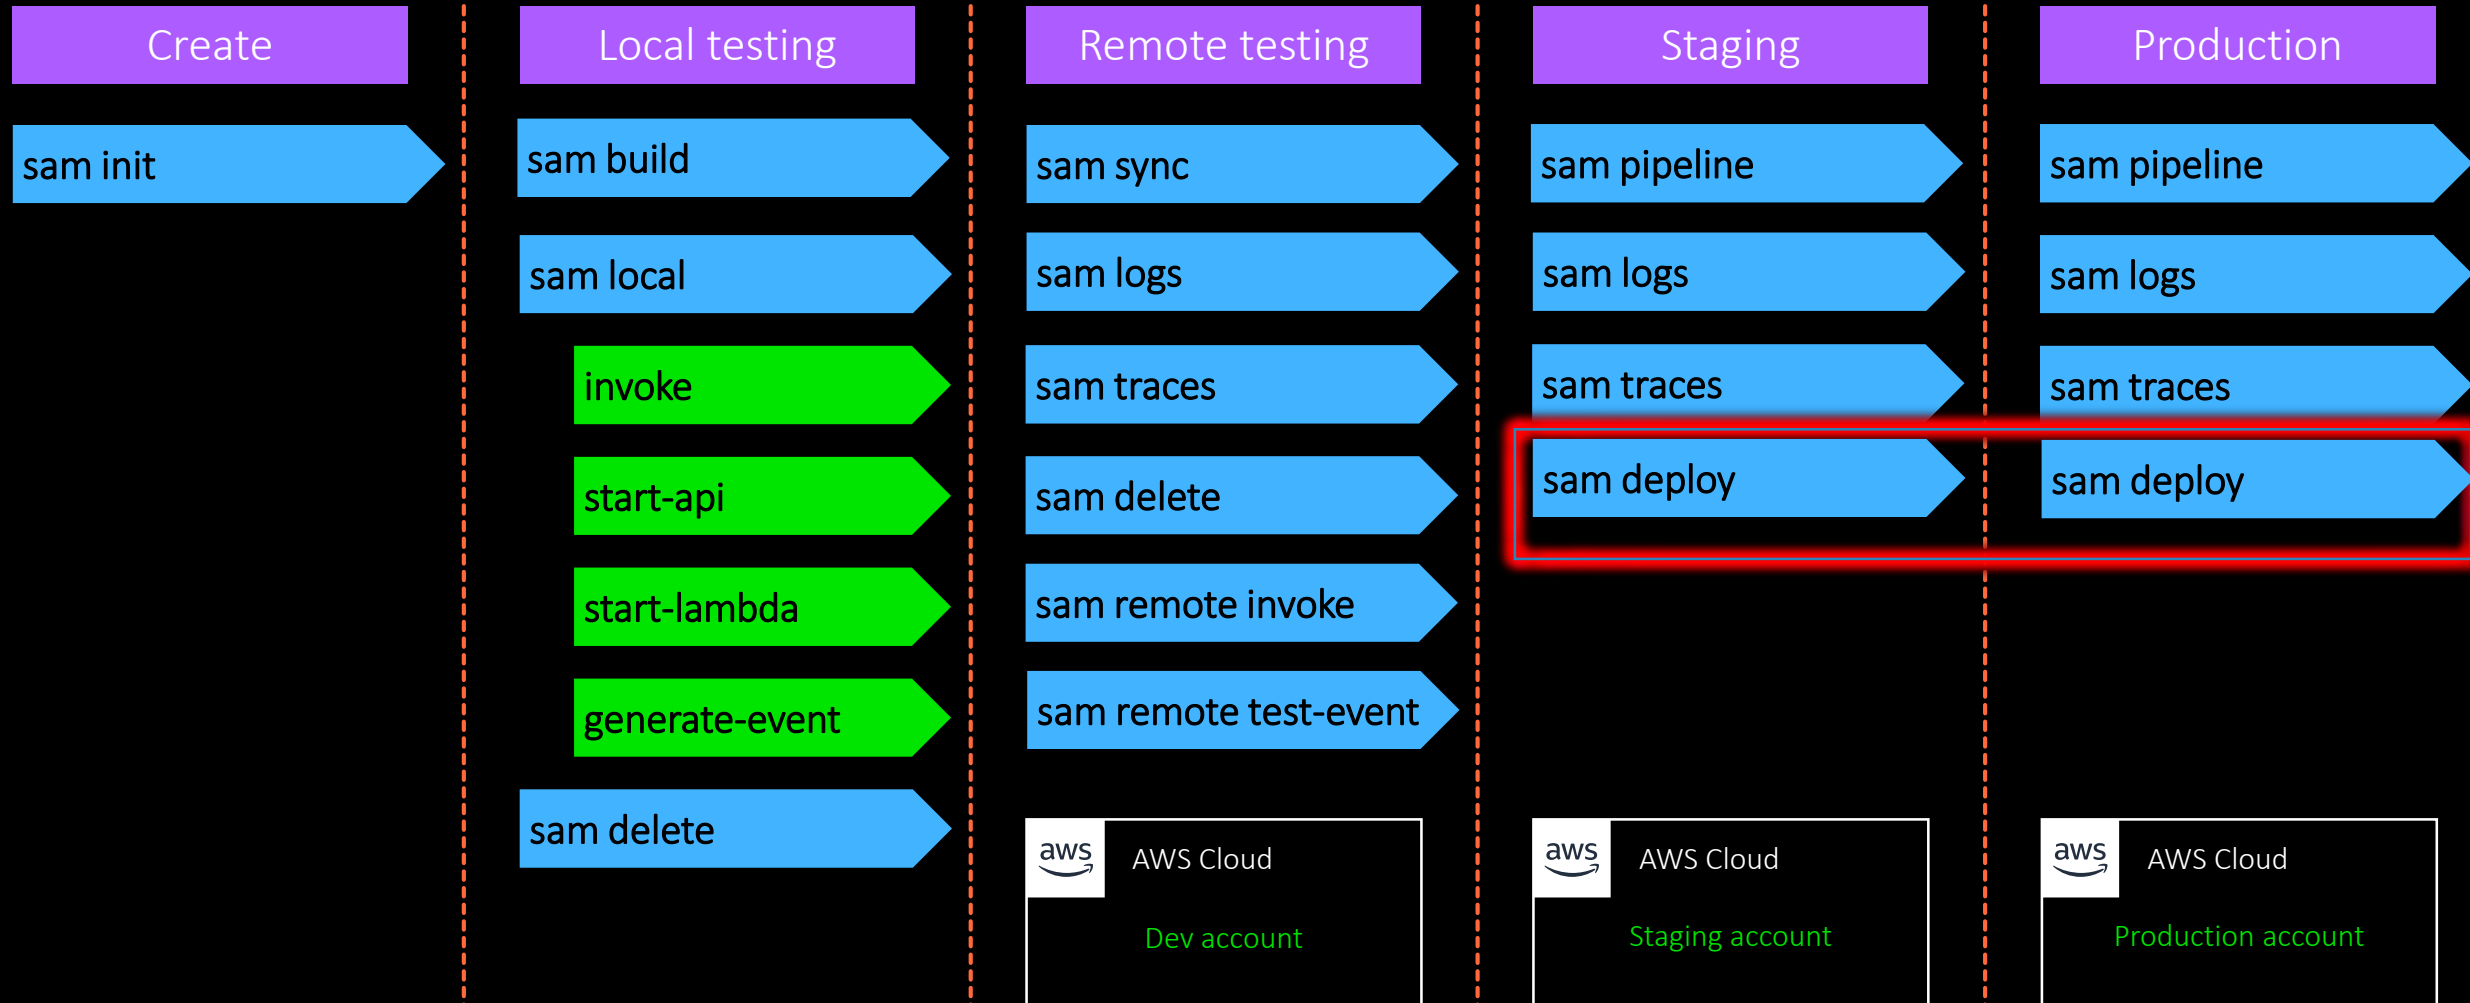 Create
sam init
Local testing
sam build
sam local
invoke
start-api
start-lambda
generate-event
sam delete
Remote testing
sam sync
sam logs
sam traces
sam delete
sam remote invoke
sam remote test-event
aws
AWS Cloud
Dev account
Staging
sam pipeline
sam logs
sam traces
sam deploy
aws
AWS Cloud
Staging account
Production
sam pipeline
sam logs
sam traces
sam deploy
aws
AWS Cloud
Production account